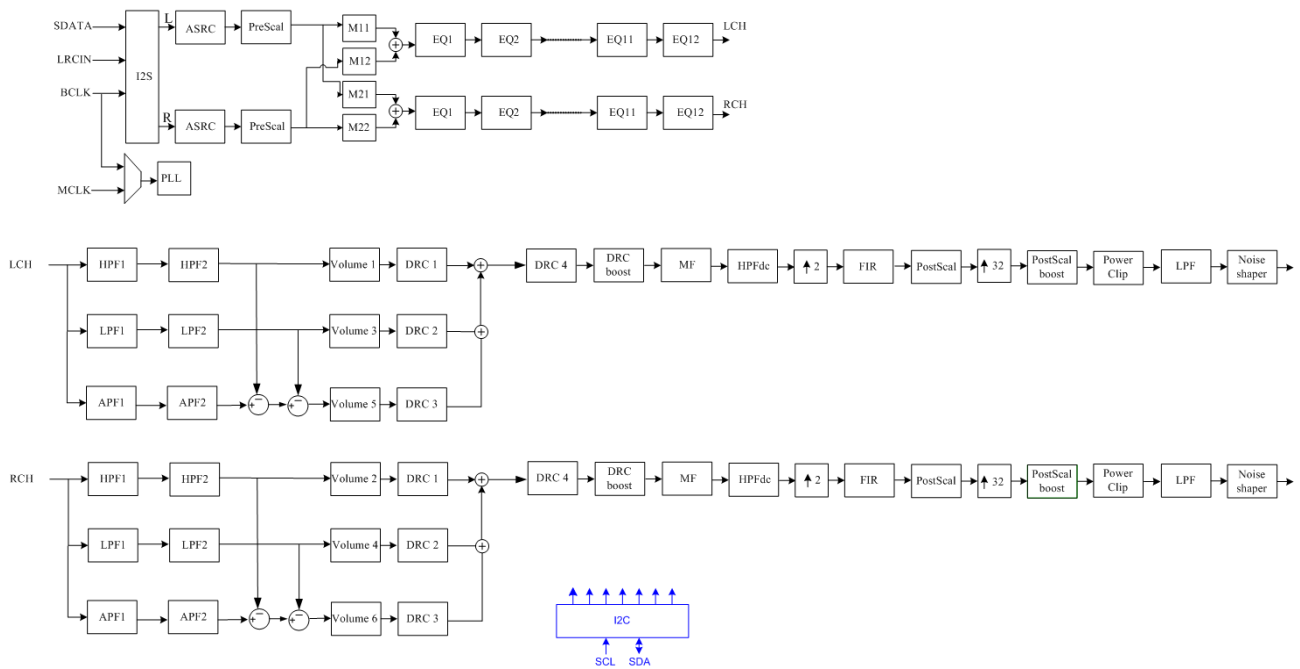 SDATA
LRCIN
BCLK
MCLK
I2S
L
R
ASRC
PreScal
ASRC
PreScal
PLL
M11
M12
M21
M22
+
+
EQ1
EQ2
EQ11
EQ12
LCH
EQ1
EQ2
EQ11
EQ12
RCH
LCH
HPF1
HPF2
Volume 1
DRC 1
+
DRC 4
DRC
boost
MF
HPFdc
2
FIR
PostScal
32
PostScal
boost
Power
Clip
LPF
Noise
shaper
LPF1
LPF2
Volume 3
DRC 2
+
APF1
APF2
+ −
+ −
Volume 5
DRC 3
RCH
HPF1
HPF2
Volume 2
DRC 1
+
DRC 4
DRC
boost
MF
HPFdc
2
FIR
PostScal
32
PostScal
boost
Power
Clip
LPF
Noise
shaper
LPF1
LPF2
Volume 4
DRC 2
+
APF1
APF2
+ −
+ −
Volume 6
DRC 3
I2C
SCL SDA